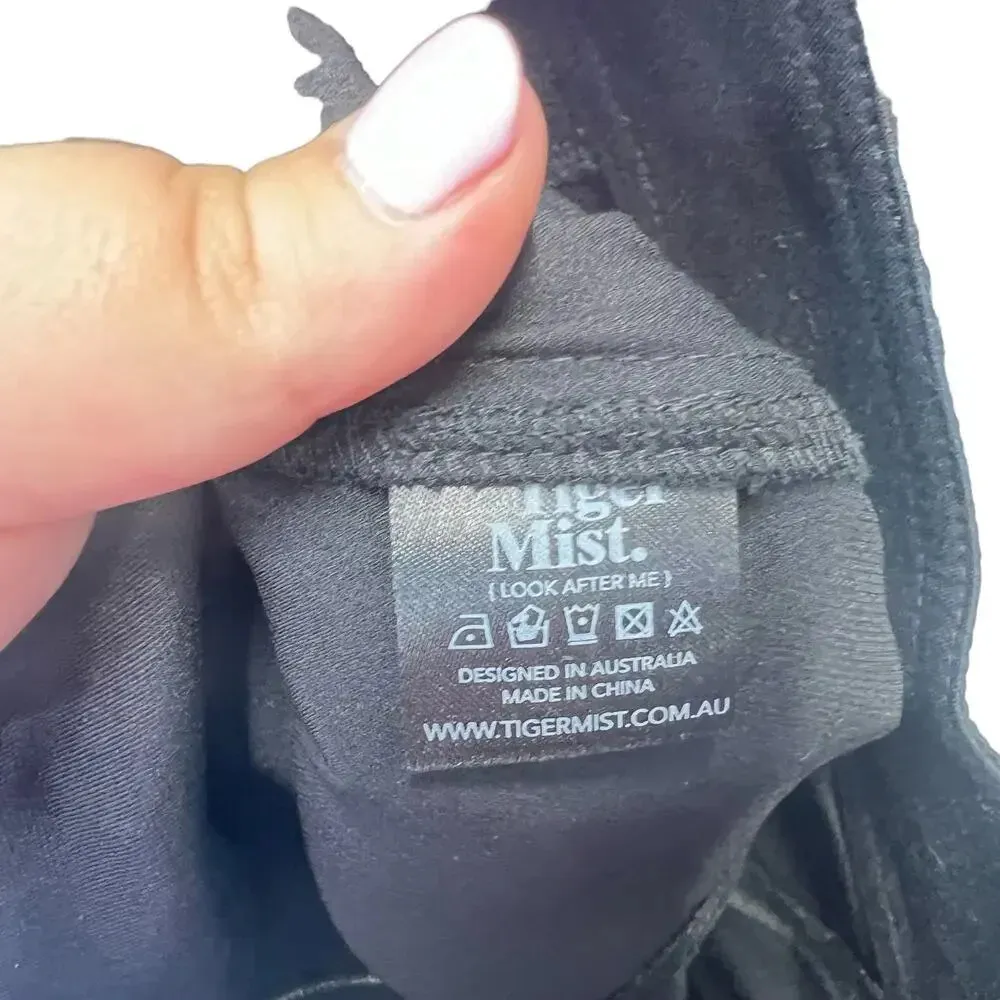 Tiger
Mist.
{ LOOK AFTER ME }
DESIGNED IN AUSTRALIA
MADE IN CHINA
WWW.TIGERMIST.COM.AU